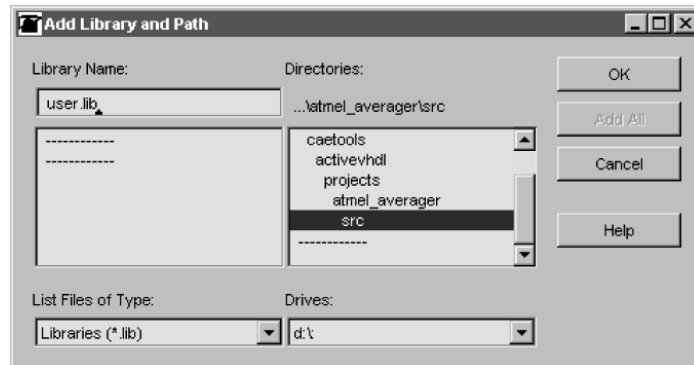 Add Library and Path
Library Name:
Directories:
OK
user.lib
...\atmel_averager\src
Add All
------------
------------
caetools
activevhdl
projects
atmel_averager
src
------------
Cancel
Help
List Files of Type:
Drives:
Libraries (*.lib)
d:\: